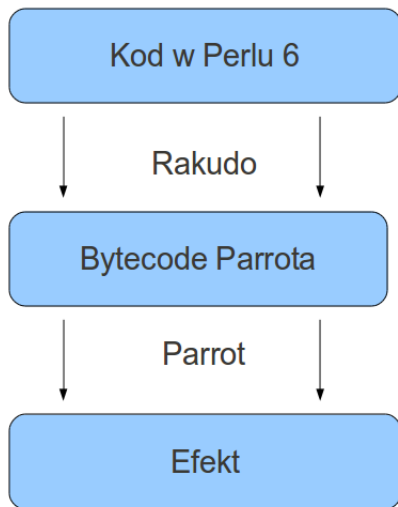 Kod w Perlu 6
Rakudo
Bytecode Parrota
Parrot
Efekt